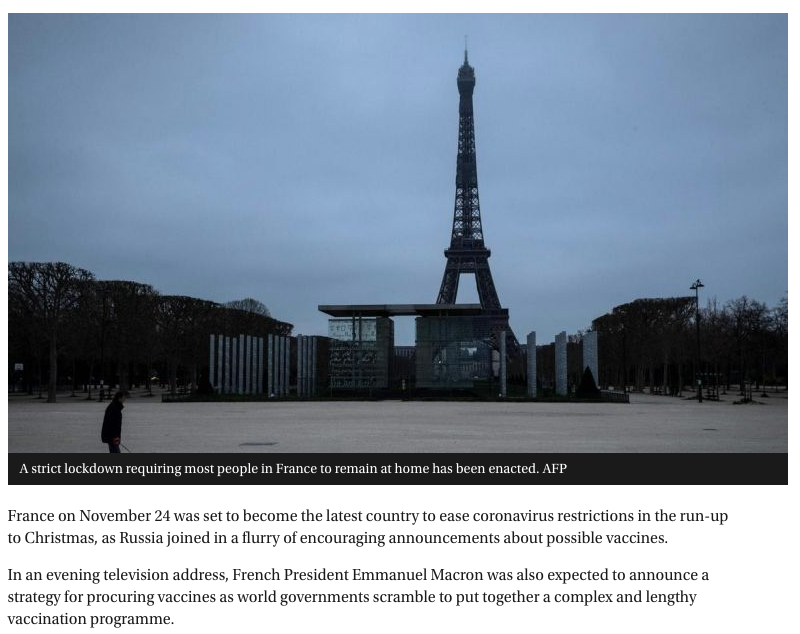 A strict lockdown requiring most people in France to remain at home has been enacted. AFP
France on November 24 was set to become the latest country to ease coronavirus restrictions in the run-up
to Christmas, as Russia joined in a flurry of encouraging announcements about possible vaccines.
In an evening television address, French President Emmanuel Macron was also expected to announce a
strategy for procuring vaccines as world governments scramble to put together a complex and lengthy
vaccination programme.